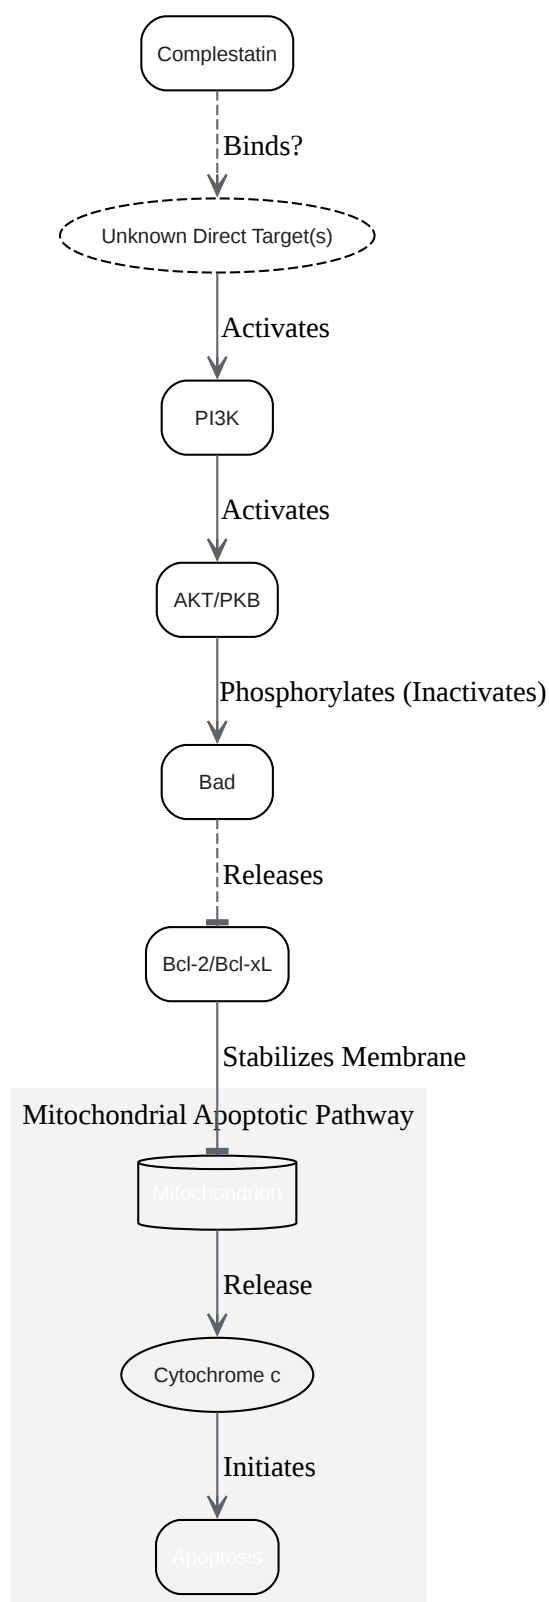 Complestatin
Binds?
Unknown Direct Target(s)
Activates
PI3K
Activates
AKT/PKB
Phosphorylates (Inactivates)
Bad
Releases
Bcl-2/Bcl-xL
Stabilizes Membrane
Mitochondrial Apoptotic Pathway
Mitochondrion
Release
Cytochrome c
Initiates
Apoptosis